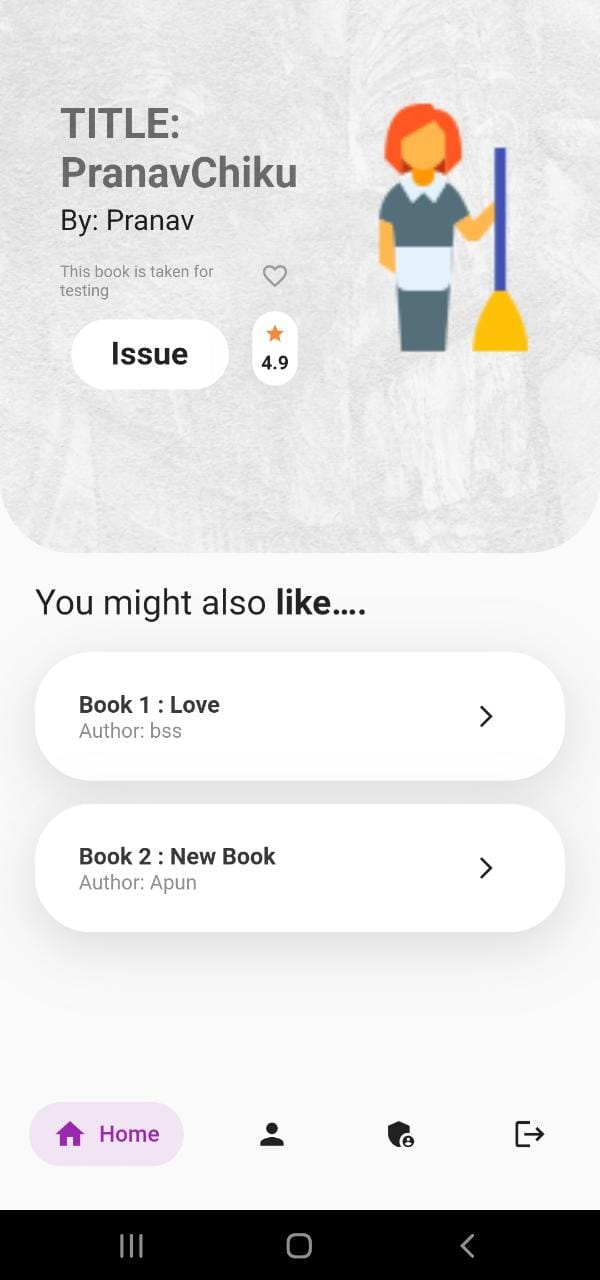 TITLE:
PranavChiku
By: Pranav
This book is taken for
testing
Issue
4.9
You might also like....
Book 1 : Love
Author: bss
Book 2 : New Book
Author: Apun
Home